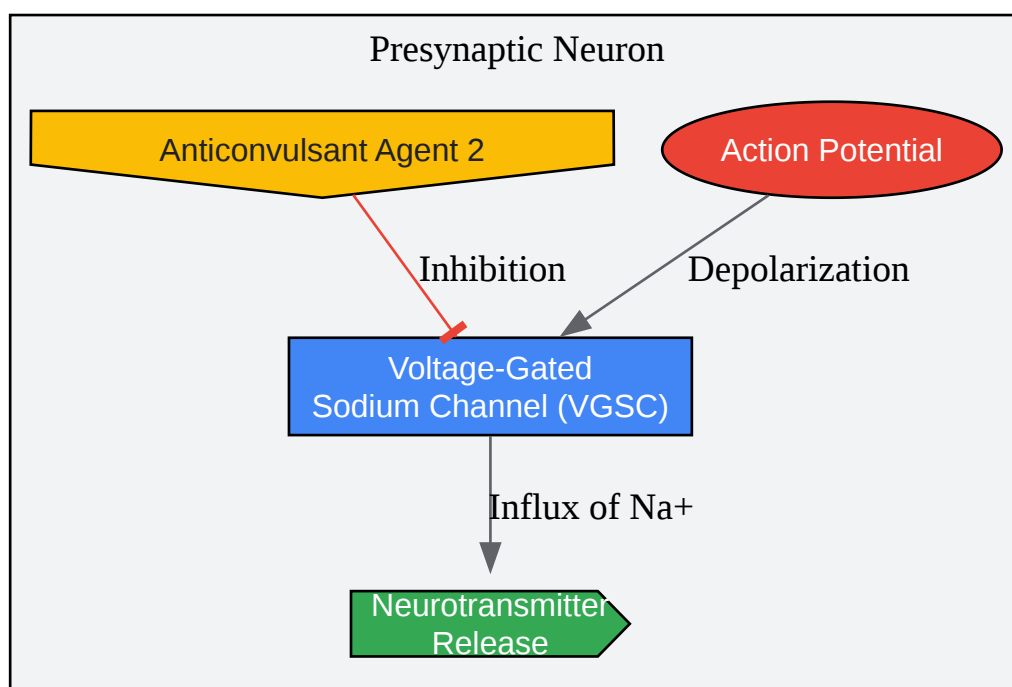 Presynaptic Neuron
Anticonvulsant Agent 2
Action Potential
Inhibition
Depolarization
Voltage-Gated
Sodium Channel (VGSC)
Influx of Na+
Neurotransmitter
Release